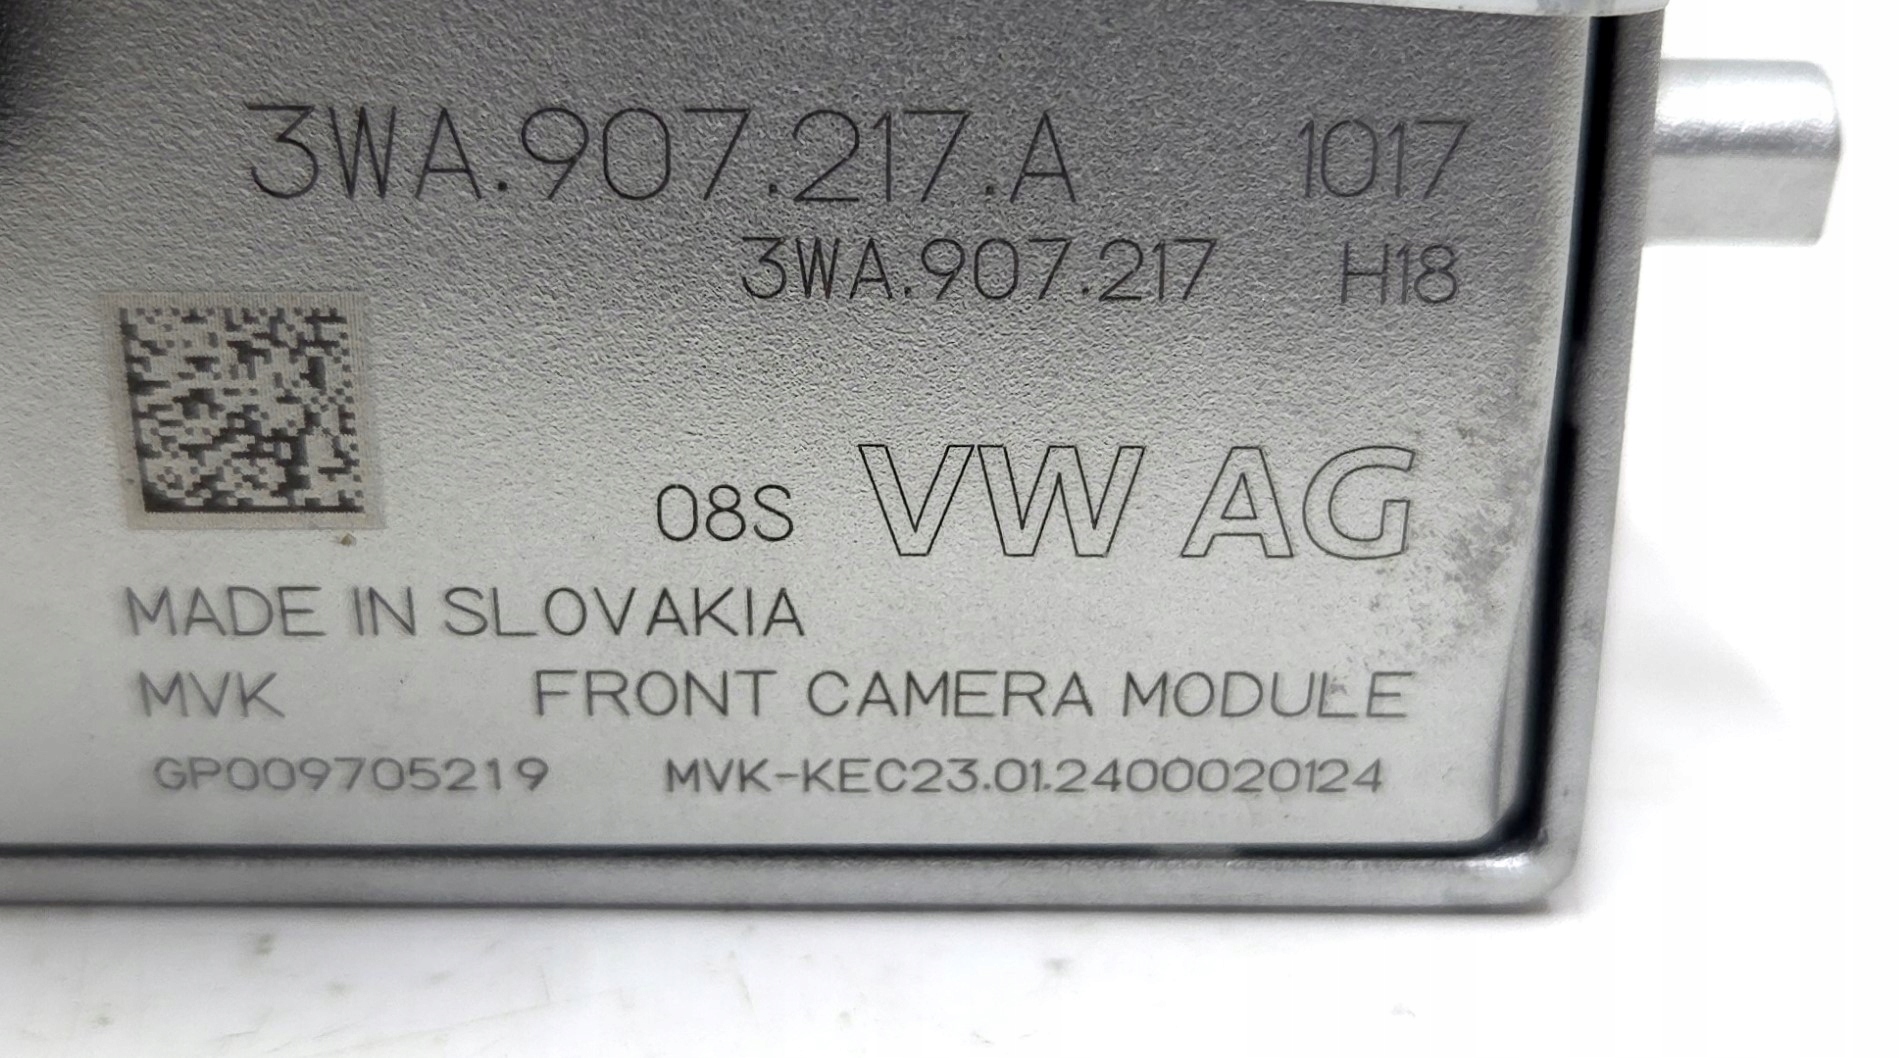 3WA.907.217.A 1017
3WA.907.217 H18
08S VW AG
MADE IN SLOVAKIA
MVK FRONT CAMERA MODULE
GP009705219 MVK-KEC23.01.2400020124